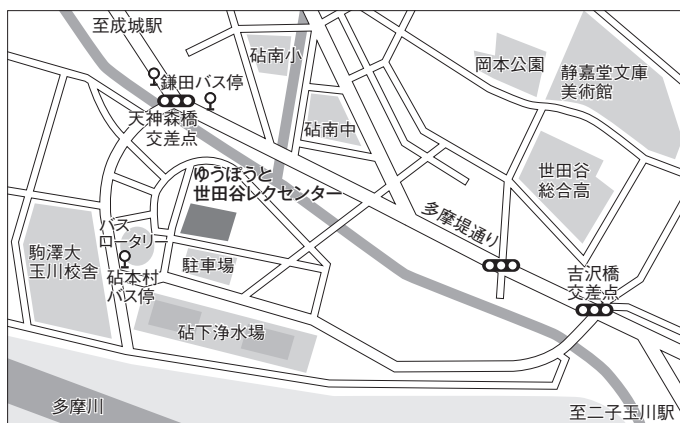 至成城駅
鎌田バス停
砧南小
岡本公園
静嘉堂文庫
美術館
天神森橋
交差点
砧南中
ゆうぽうと
世田谷レクセンター
世田谷
総合高
バス
ロータリー
多摩堤通り
駒澤大
玉川校舎
駐車場
砧本村
バス停
吉沢橋
交差点
砧下浄水場
多摩川
至二子玉川駅